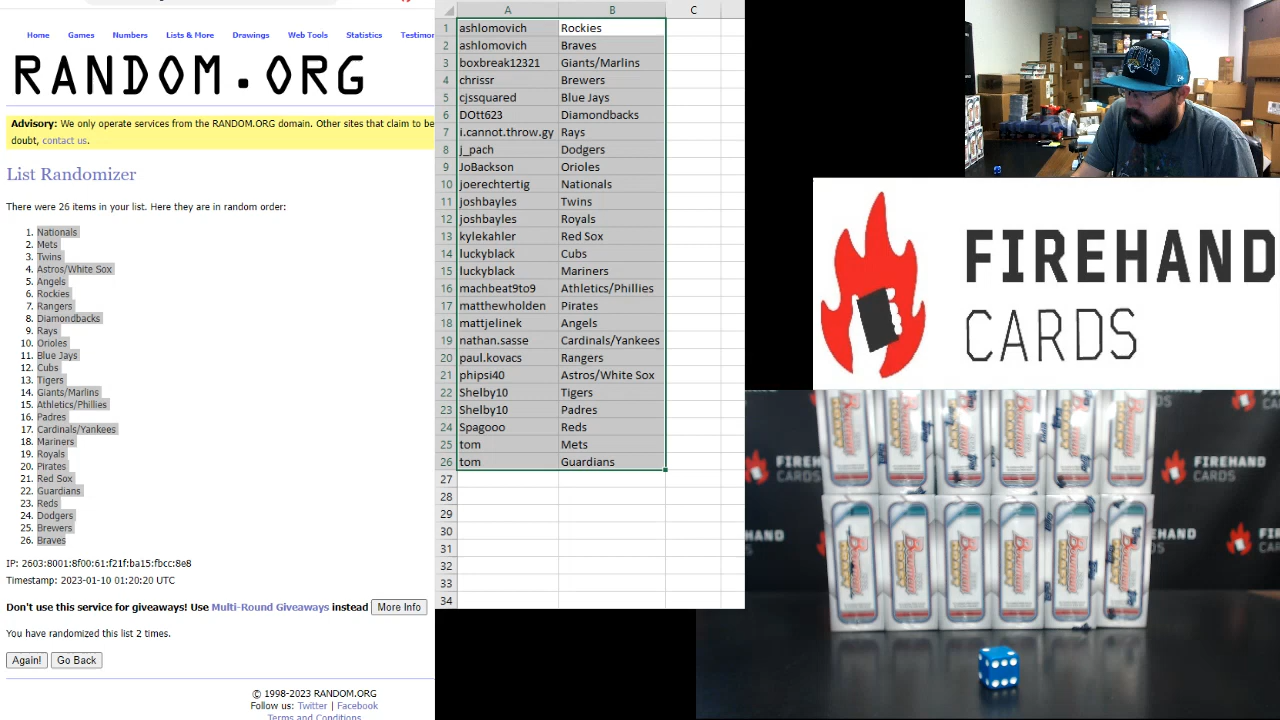 Home Games Numbers Lists & More Drawings Web Tools Statistics Testimor
RANDOM.ORG
Advisory: We only operate services from the RANDOM.ORG domain. Other sites that claim to be
doubt, contact us.
List Randomizer
There were 26 items in your list. Here they are in random order:
1. Nationals
2. Mets
3. Twins
4. Astros/White Sox
5. Angels
6. Rockies
7. Rangers
8. Diamondbacks
9. Rays
10. Orioles
11. Blue Jays
12. Cubs
13. Tigers
14. Giants/Marlins
15. Athletics/Phillies
16. Padres
17. Cardinals/Yankees
18. Mariners
19. Royals
20. Pirates
21. Red Sox
22. Guardians
23. Reds
24. Dodgers
25. Brewers
26. Braves
IP: 2603:8001:8f00:61:f21f:ba15:fbcc:8e8
Timestamp: 2023-01-10 01:20:20 UTC
Don't use this service for giveaways! Use Multi-Round Giveaways instead More Info
You have randomized this list 2 times.
Again! Go Back
© 1998-2023 RANDOM.ORG
Follow us: Twitter | Facebook
Terms and Conditions
A B C
1 ashlomovich Rockies
2 ashlomovich Braves
3 boxbreak12321 Giants/Marlins
4 chrissr Brewers
5 cjssquared Blue Jays
6 DOtt623 Diamondbacks
7 i.cannot.throw.gy Rays
8 j_pach Dodgers
9 JoBackson Orioles
10 joerechtertig Nationals
11 joshbayles Twins
12 joshbayles Royals
13 kylekahler Red Sox
14 luckyblack Cubs
15 luckyblack Mariners
16 machbeat9to9 Athletics/Phillies
17 matthewholden Pirates
18 mattjelinek Angels
19 nathan.sasse Cardinals/Yankees
20 paul.kovacs Rangers
21 phipsi40 Astros/White Sox
22 Shelby10 Tigers
23 Shelby10 Padres
24 Spagooo Reds
25 tom Mets
26 tom Guardians
27
28
29
30
31
32
33
34
FIREHAND
CARDS
FIREHAND
CARDS
FIREHAND
CARDS
FIREHAND
CARDS
FIREHAND
CARDS